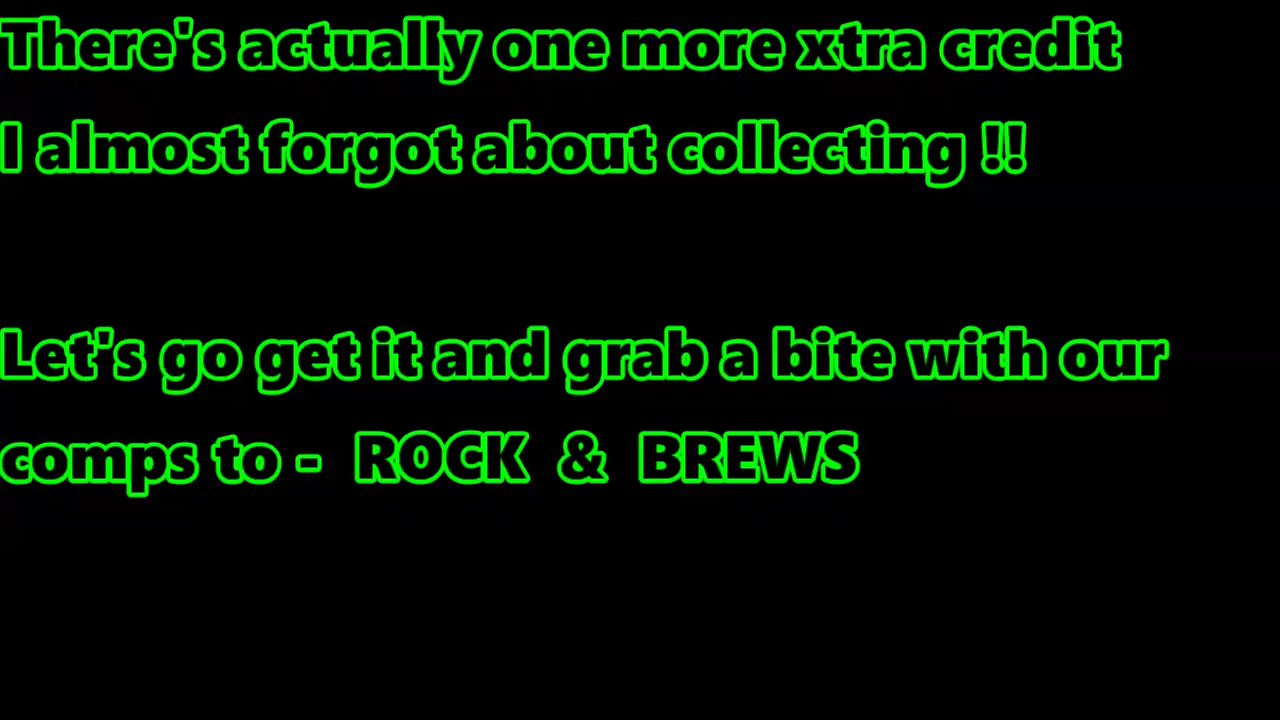 There's actually one more xtra credit
I almost forgot about collecting !!
Let's go get it and grab a bite with our
comps to - ROCK & BREWS